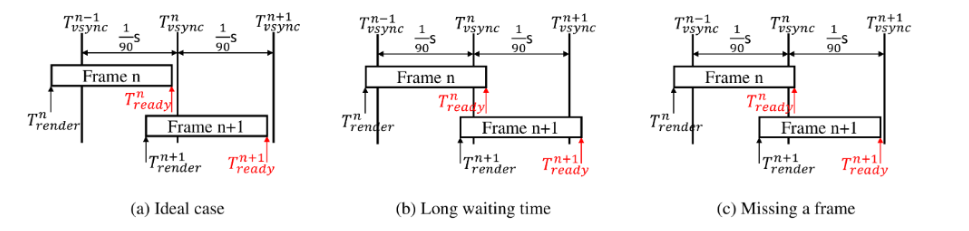 T^{n-1}_{vsync} T^{n}_{vsync} T^{n+1}_{vsync}
1/90 s 1/90 s
Frame n
T^{n}_{ready}
T^{n}_{render}
Frame n+1
T^{n+1}_{render} T^{n+1}_{ready}
(a) Ideal case
T^{n-1}_{vsync} T^{n}_{vsync} T^{n+1}_{vsync}
1/90 s 1/90 s
Frame n
T^{n}_{ready}
T^{n}_{render}
Frame n+1
T^{n+1}_{render} T^{n+1}_{ready}
(b) Long waiting time
T^{n-1}_{vsync} T^{n}_{vsync} T^{n+1}_{vsync}
1/90 s 1/90 s
Frame n
T^{n}_{ready}
T^{n}_{render}
Frame n+1
T^{n+1}_{render} T^{n+1}_{ready}
(c) Missing a frame